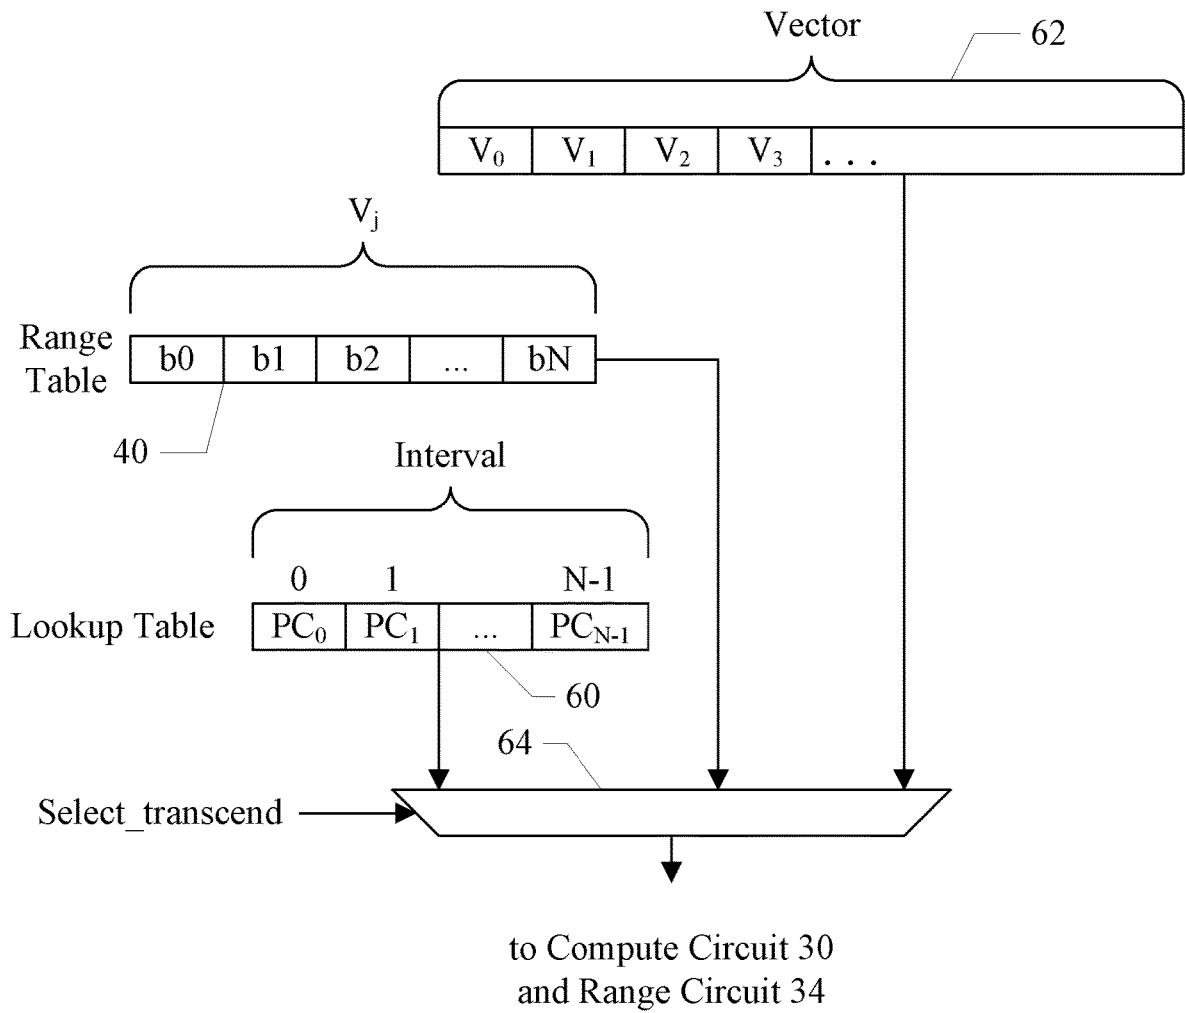 Vector
62
V0 V1 V2 V3 . . .
Vj
Range
Table
b0 b1 b2 ... bN
40
Interval
0 1 N-1
Lookup Table PC0 PC1 ... PCN-1
60
64
Select_transcend
to Compute Circuit 30
and Range Circuit 34